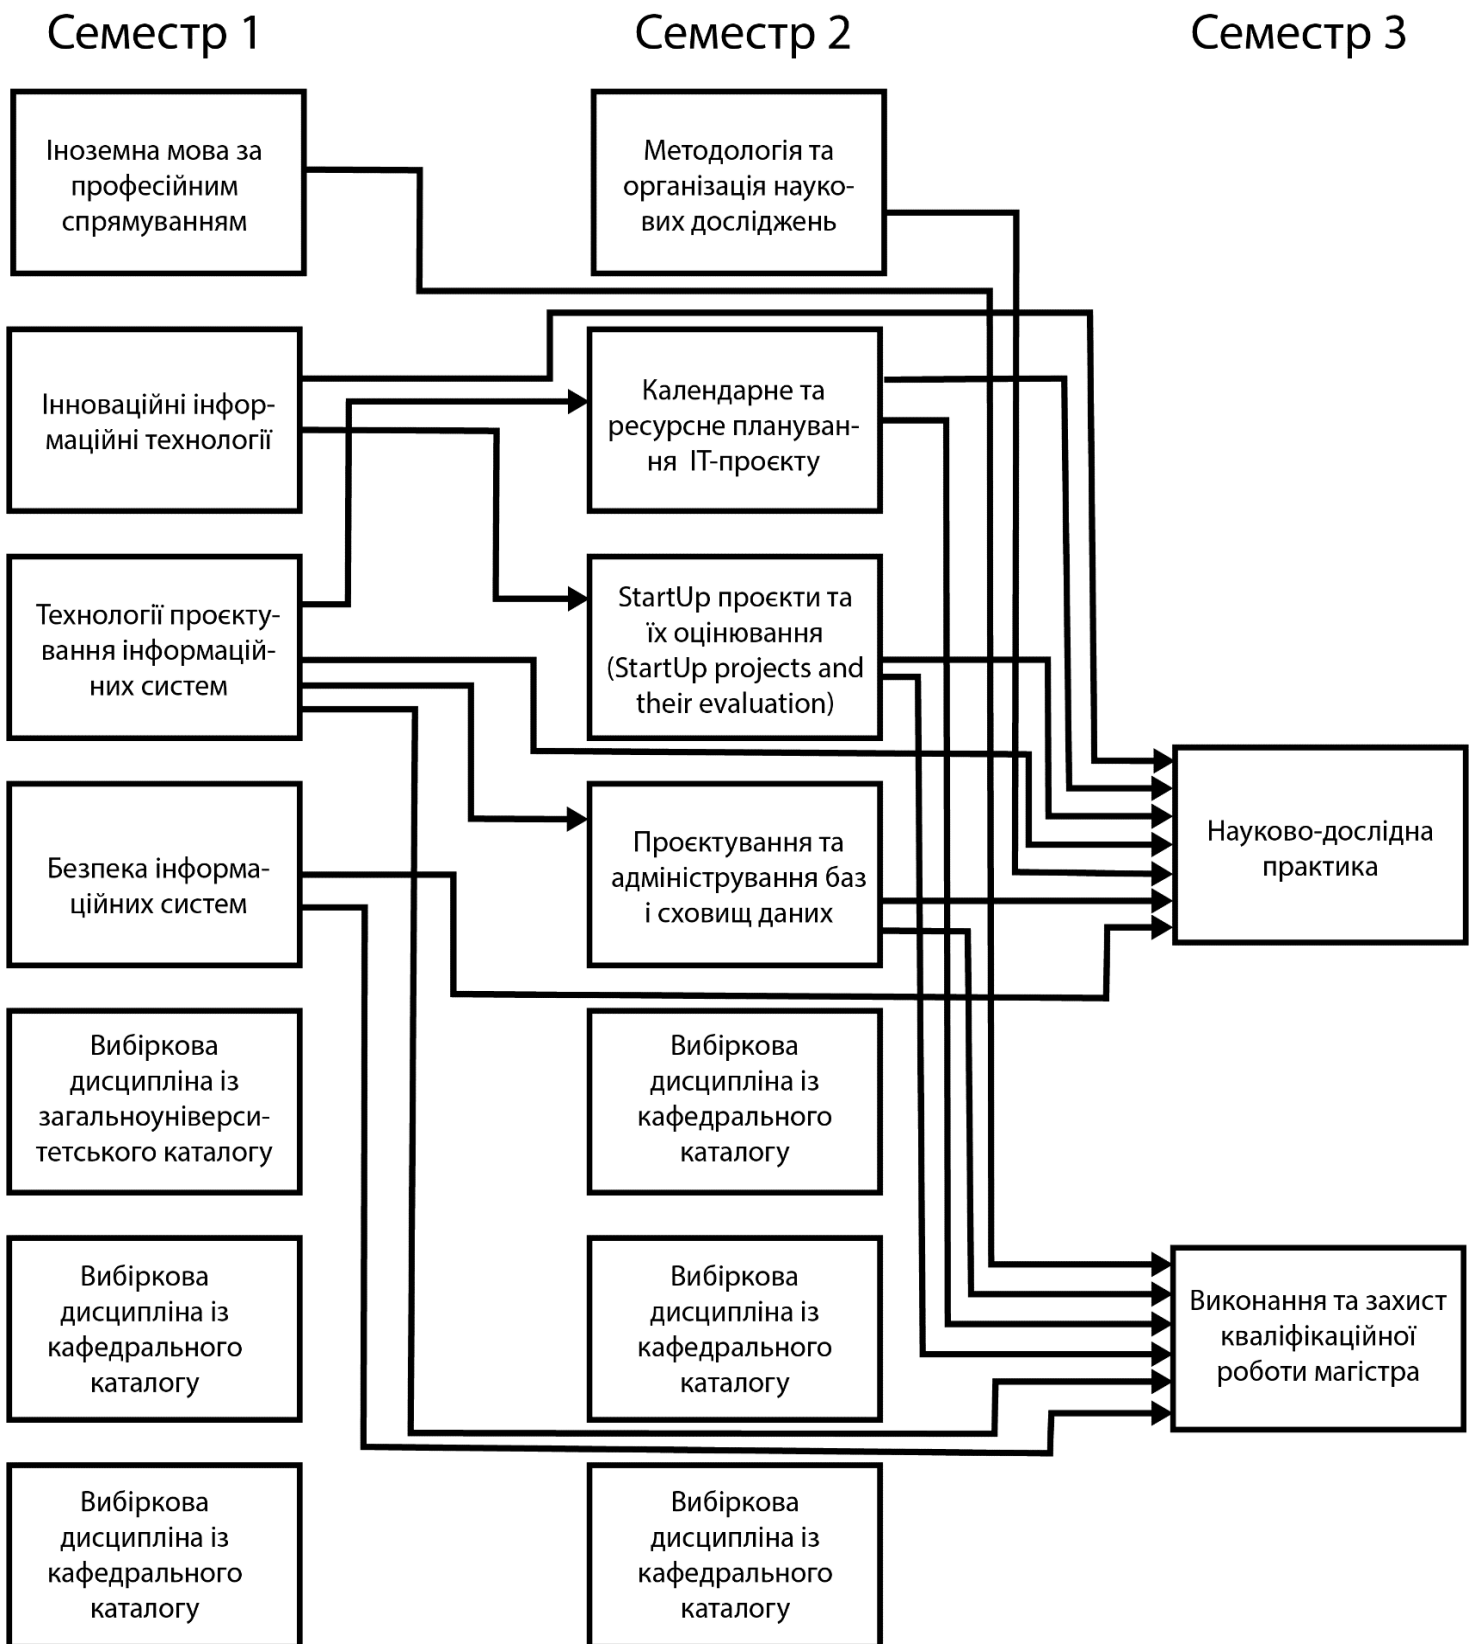 Семестр 1
Семестр 2
Семестр 3
Іноземна мова за
професійним
спрямуванням
Методологія та
організація науко-
вих досліджень
Інноваційні інфор-
маційні технології
Календарне та
ресурсне плануван-
ня ІТ-проєкту
Технології проєкту-
вання інформацій-
них систем
StartUp проєкти та
їх оцінювання
(StartUp projects and
their evaluation)
Безпека інформа-
ційних систем
Проєктування та
адміністрування баз
і сховищ даних
Науково-дослідна
практика
Вибіркова
дисципліна із
загальноуніверси-
тетського каталогу
Вибіркова
дисципліна із
кафедрального
каталогу
Вибіркова
дисципліна із
кафедрального
каталогу
Вибіркова
дисципліна із
кафедрального
каталогу
Виконання та захист
кваліфікаційної
роботи магістра
Вибіркова
дисципліна із
кафедрального
каталогу
Вибіркова
дисципліна із
кафедрального
каталогу